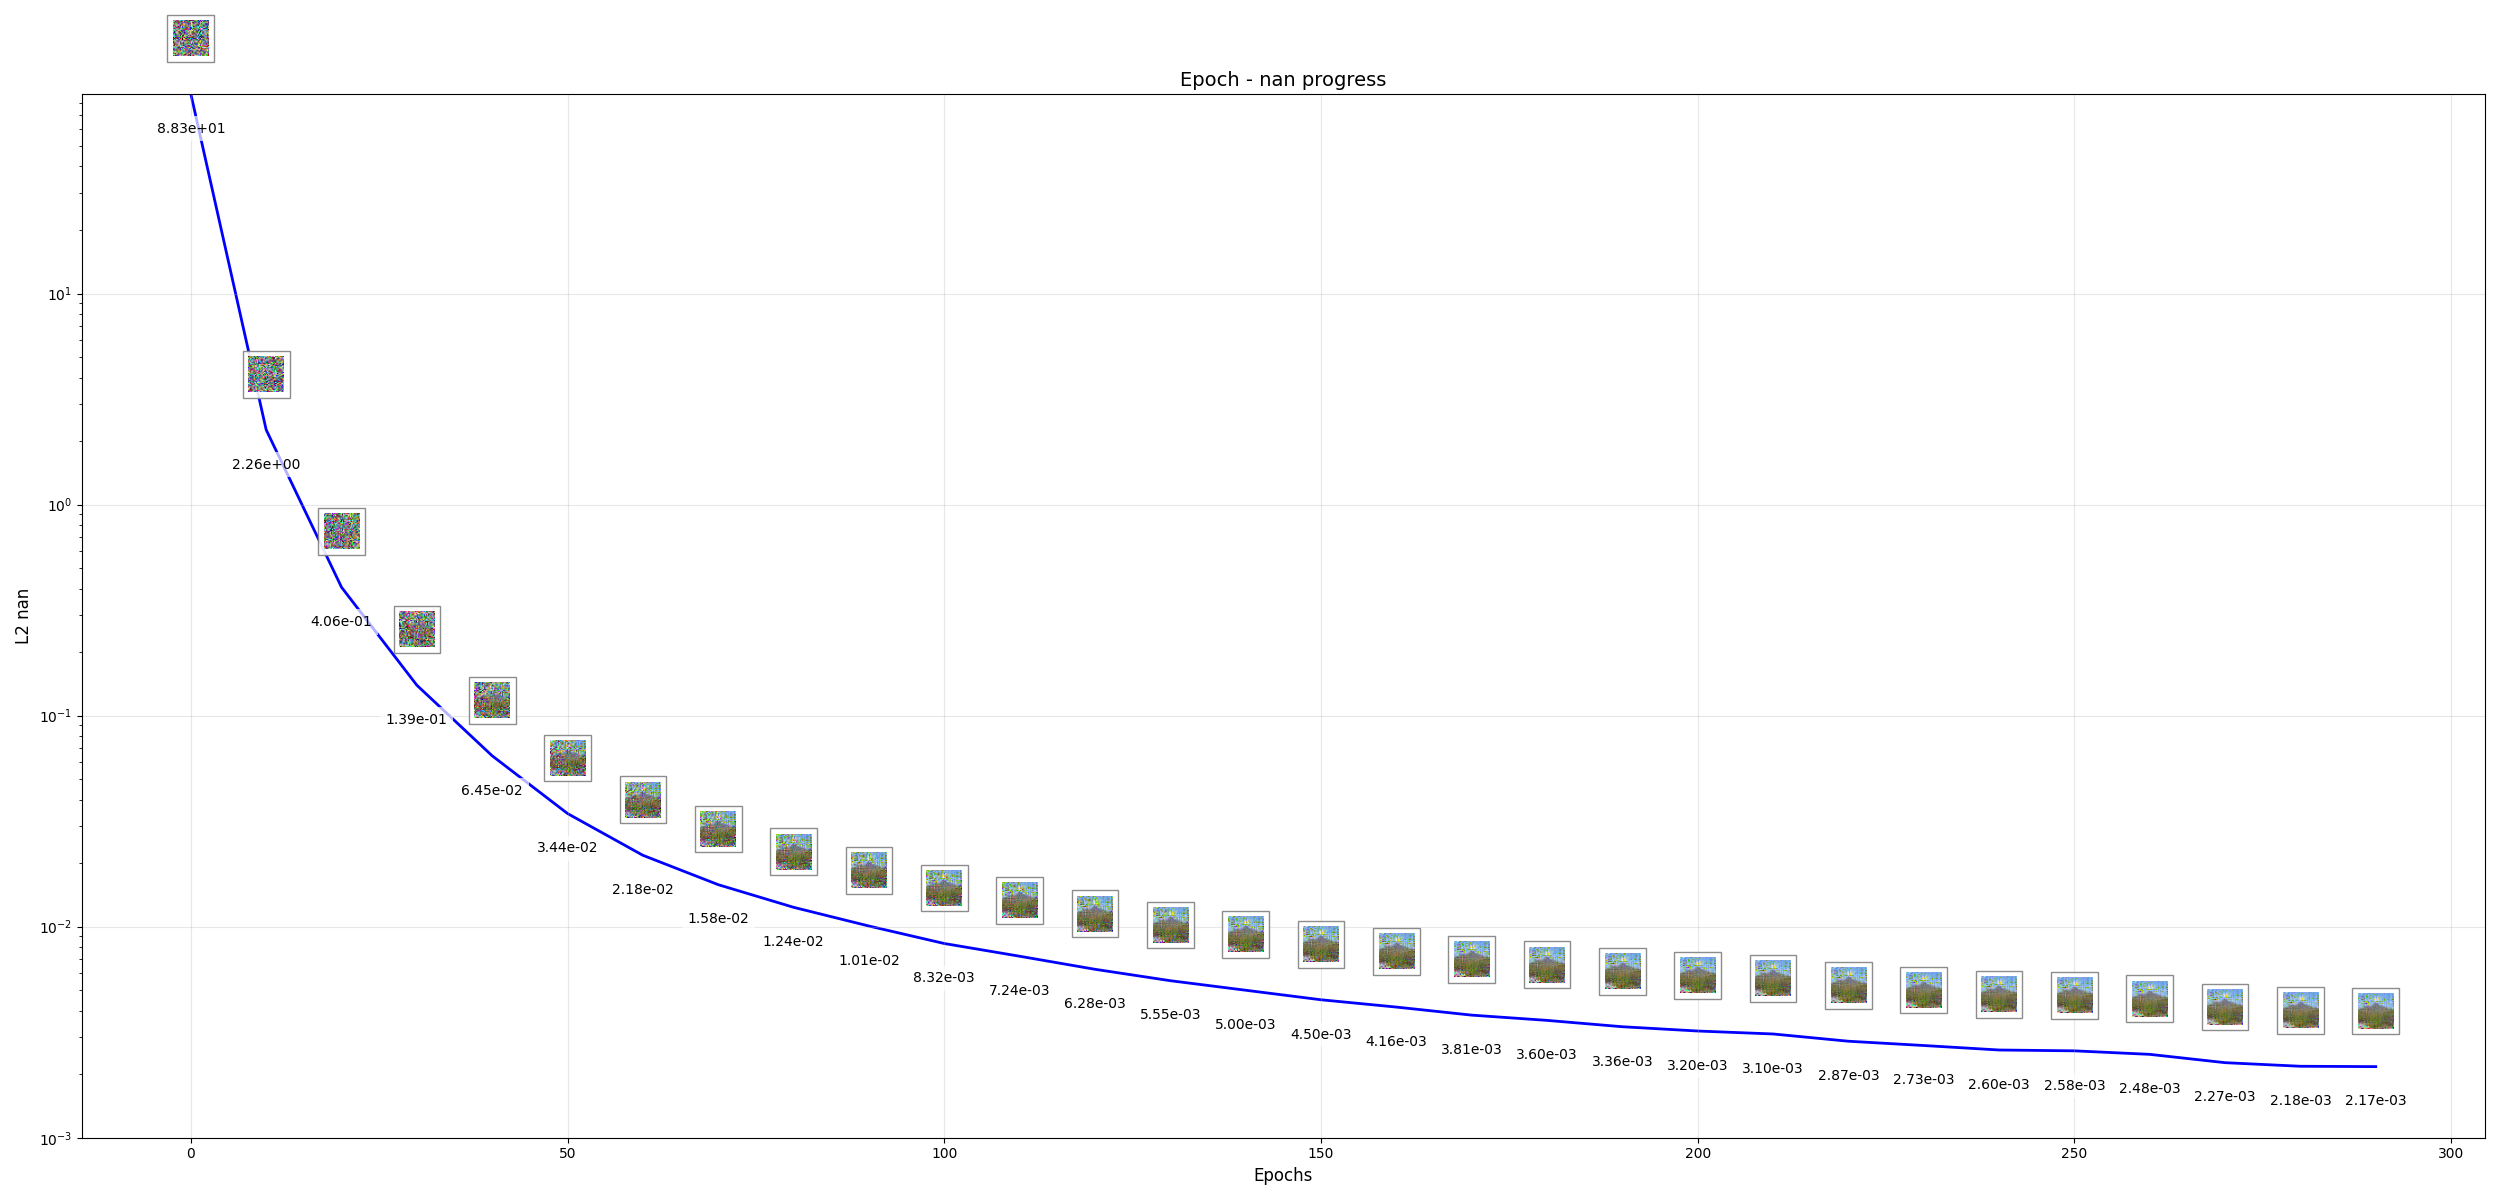 Epoch - nan progress
L2 nan
10¹
10⁰
10⁻¹
10⁻²
10⁻³
8.83e+01
2.26e+00
4.06e-01
1.39e-01
6.45e-02
3.44e-02
2.18e-02
1.58e-02
1.24e-02
1.01e-02
8.32e-03
7.24e-03
6.28e-03
5.55e-03
5.00e-03
4.50e-03
4.16e-03
3.81e-03
3.60e-03
3.36e-03
3.20e-03
3.10e-03
2.87e-03
2.73e-03
2.60e-03
2.58e-03
2.48e-03
2.27e-03
2.18e-03
2.17e-03
0 50 100 150 200 250 300
Epochs